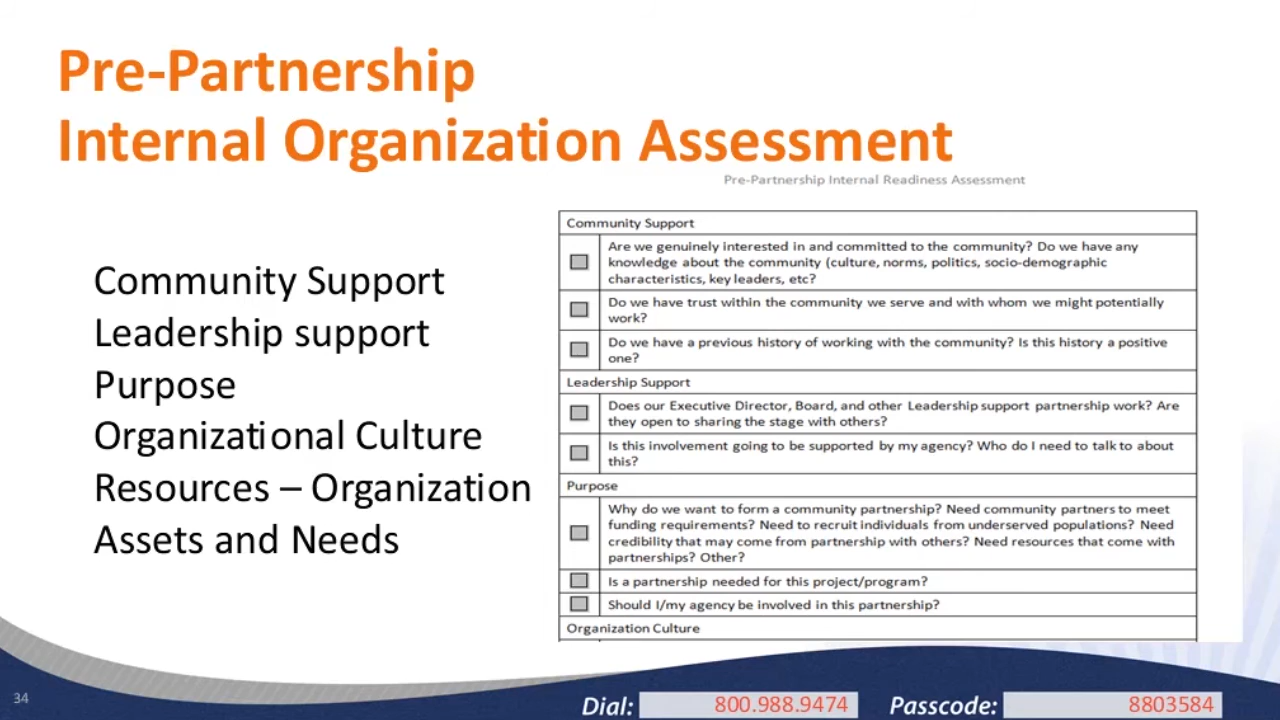 Pre-Partnership
Internal Organization Assessment
Pre-Partnership Internal Readiness Assessment
Community Support
Leadership support
Purpose
Organizational Culture
Resources – Organization
Assets and Needs
Community Support
Are we genuinely interested in and committed to the community? Do we have any
knowledge about the community (culture, norms, politics, socio-demographic
characteristics, key leaders, etc?
Do we have trust within the community we serve and with whom we might potentially
work?
Do we have a previous history of working with the community? Is this history a positive
one?
Leadership Support
Does our Executive Director, Board, and other Leadership support partnership work? Are
they open to sharing the stage with others?
Is this involvement going to be supported by my agency? Who do I need to talk to about
this?
Purpose
Why do we want to form a community partnership? Need community partners to meet
funding requirements? Need to recruit individuals from underserved populations? Need
credibility that may come from partnership with others? Need resources that come with
partnerships? Other?
Is a partnership needed for this project/program?
Should I/my agency be involved in this partnership?
Organization Culture
34
Dial: 800.988.9474 Passcode: 8803584